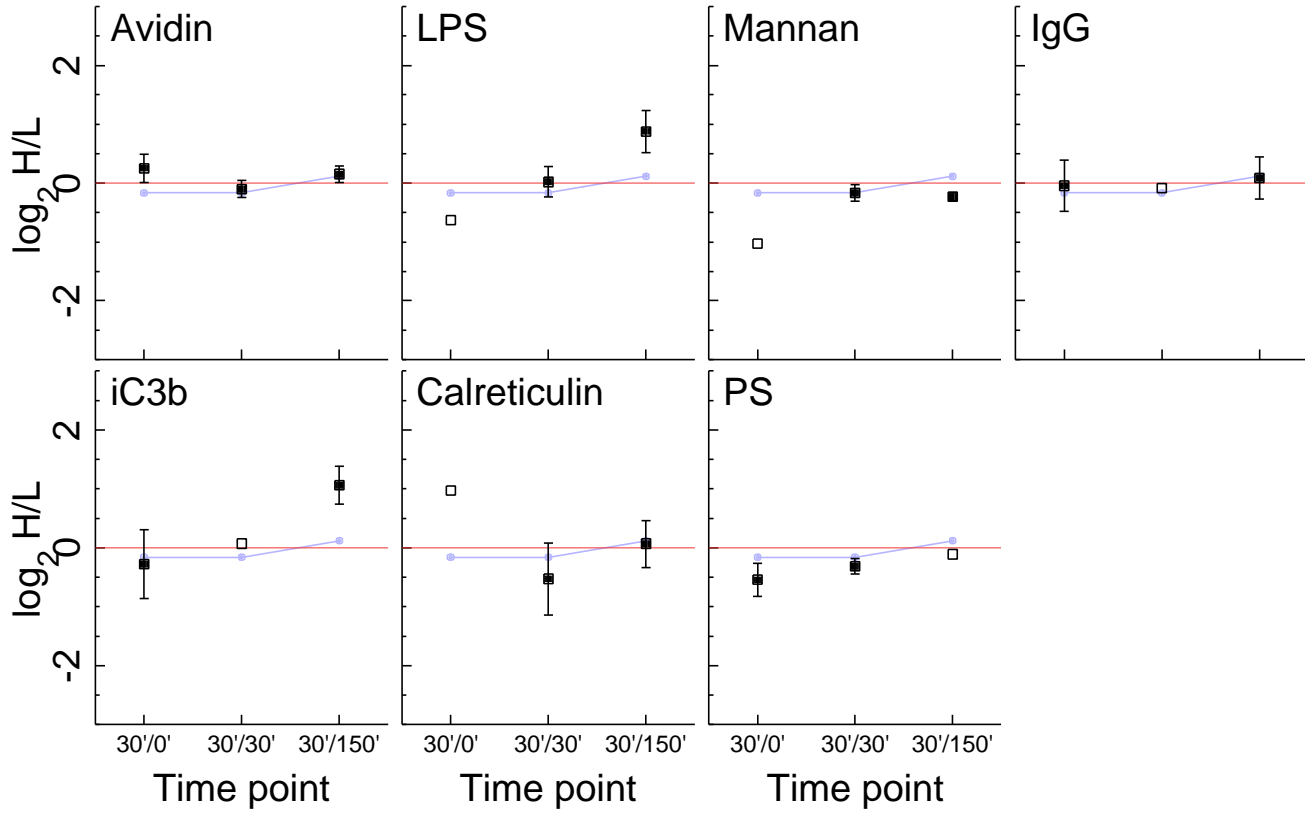 Avidin
LPS
Mannan
IgG
log2 H/L
2
0
-2
iC3b
Calreticulin
PS
log2 H/L
2
0
-2
30'/0' 30'/30' 30'/150'
30'/0' 30'/30' 30'/150'
30'/0' 30'/30' 30'/150'
Time point
Time point
Time point